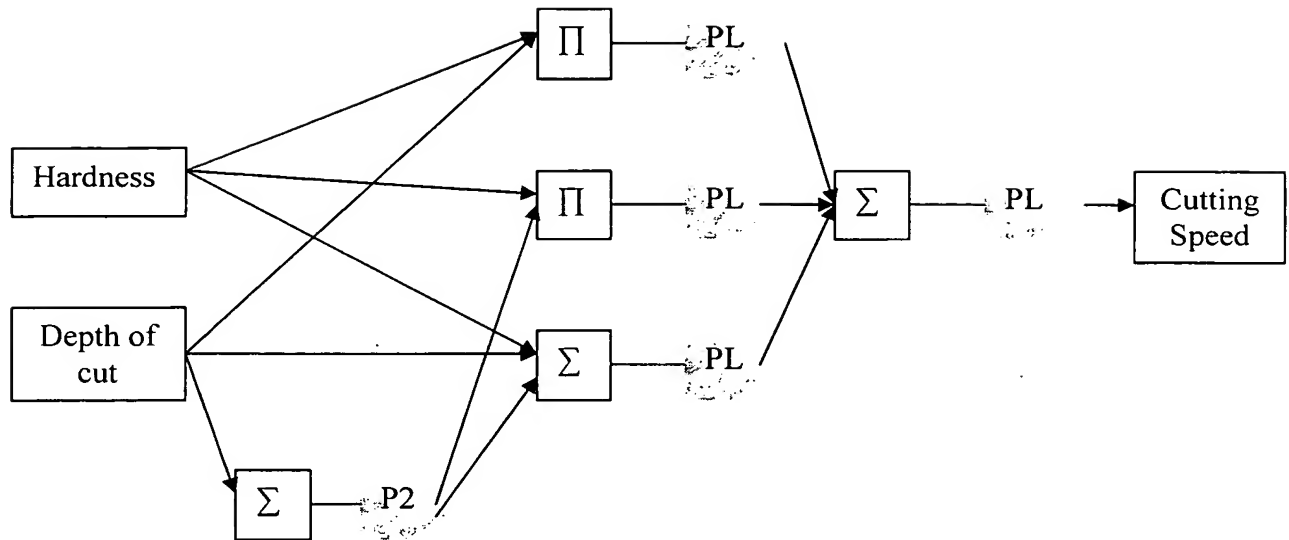 Π PL
Hardness
Π PL
Σ PL
Cutting
Speed
Depth of
cut
Σ PL
Σ P2